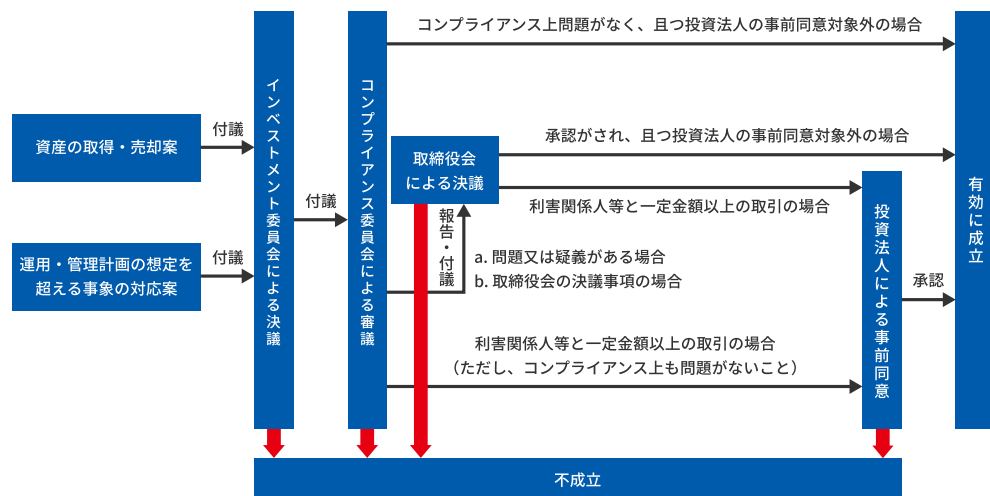 資産の取得・売却案
付議
運用・管理計画の想定を
超える事象の対応案
付議
インベストメント委員会による決議
付議
コンプライアンス委員会による審議
コンプライアンス上問題がなく、且つ投資法人の事前同意対象外の場合
取締役会
による決議
承認がされ、且つ投資法人の事前同意対象外の場合
利害関係人等と一定金額以上の取引の場合
報告・付議
a. 問題又は疑義がある場合
b. 取締役会の決議事項の場合
利害関係人等と一定金額以上の取引の場合
（ただし、コンプライアンス上も問題がないこと）
投資法人による事前同意
承認
有効に成立
不成立